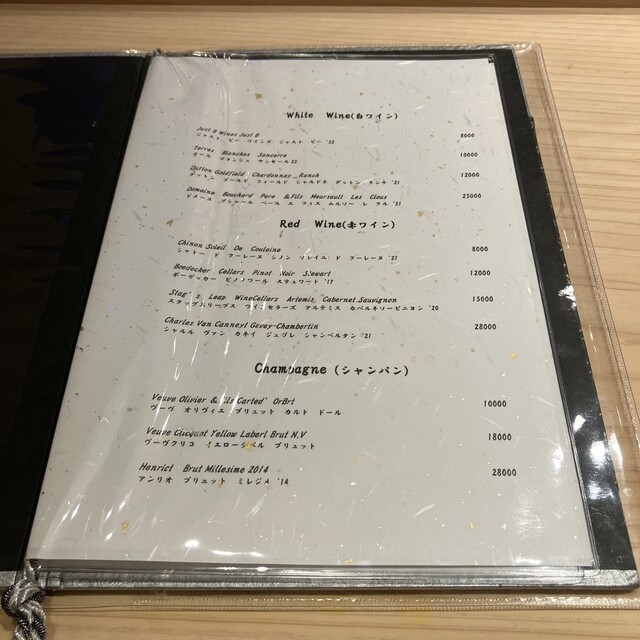 White Wine(白ワイン)
Just B Wines Just B 8000
ジャスト ビー ワインズ ジャスト ビー '22
Terres Blanches Sancerre 10000
テール ブランシュ サンセール22
Dutton Goldfield Chardonnay Ranch 12000
ダットン ゴールド フィールド シャルドネ ダットン ランチ '21
Domaine Bouchard Pere &Fils Meursault Les Clous 25000
ドメーヌ ブシャール ペール エ フィス ムルソー レ クル '21
Red Wine(赤ワイン)
Chinon Soleil De Coulaine 8000
シャトー ド クーレーヌ シノン ソレイユ ド クーレーヌ '21
Boedecker Cellars Pinot Noir Stewart 12000
ボーデッカー ピノノワール ステュワート '17
Stag's Leap WineCellars Artemis Cabernet Sauvignon 15000
スタッグスリープス ワインセラーズ アルテミス カベルネソービニヨン '20
Charles Van Canneyt Gevey-Chambertin 28000
シャルル ヴァン カネイ ジュヴレ シャンベルタン '21
Champagne (シャンパン)
Veuve Olivier & Fils Carted' OrBrt 10000
ヴーヴ オリヴィエ ブリュット カルト ドール
Veuve Clicquot Yellow Laberl Brut N.V 18000
ヴーヴクリコ イエローラベル ブリュット
Henrict Brut Millesime 2014 28000
アンリオ ブリュット ミレジメ '14